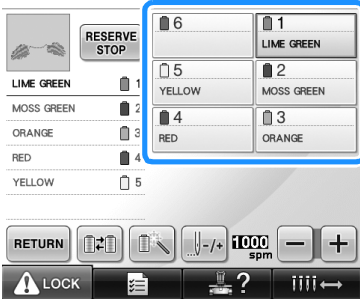 RESERVE
STOP
LIME GREEN 1
MOSS GREEN 2
ORANGE 3
RED 4
YELLOW 5
6
1
LIME GREEN
5
YELLOW
2
MOSS GREEN
4
RED
3
ORANGE
RETURN
-/+
1000
spm
− +
LOCK
?